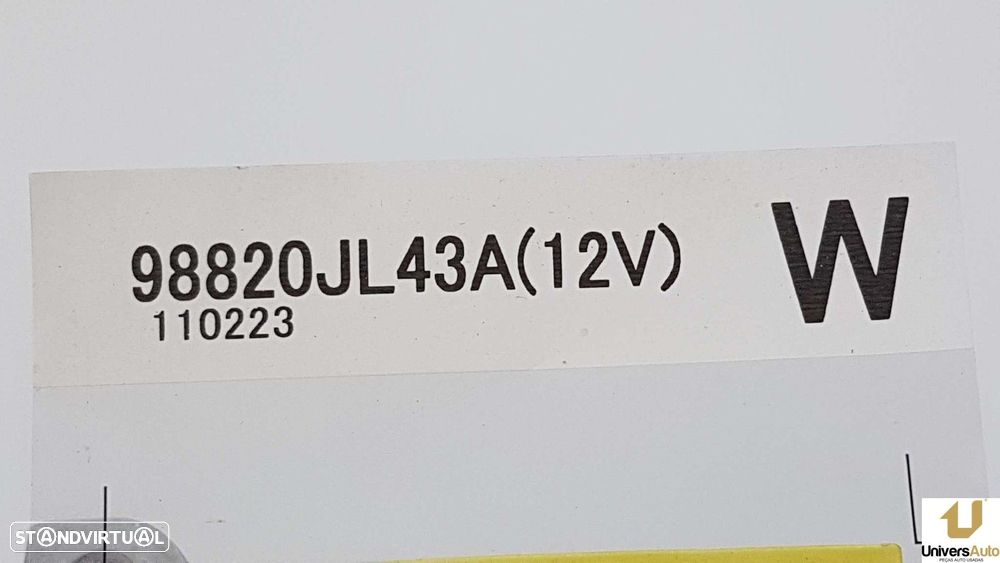 98820JL43A(12V)
W
110223
STANDVIRTUAL
UniversAuto
PEÇAS AUTO USADAS